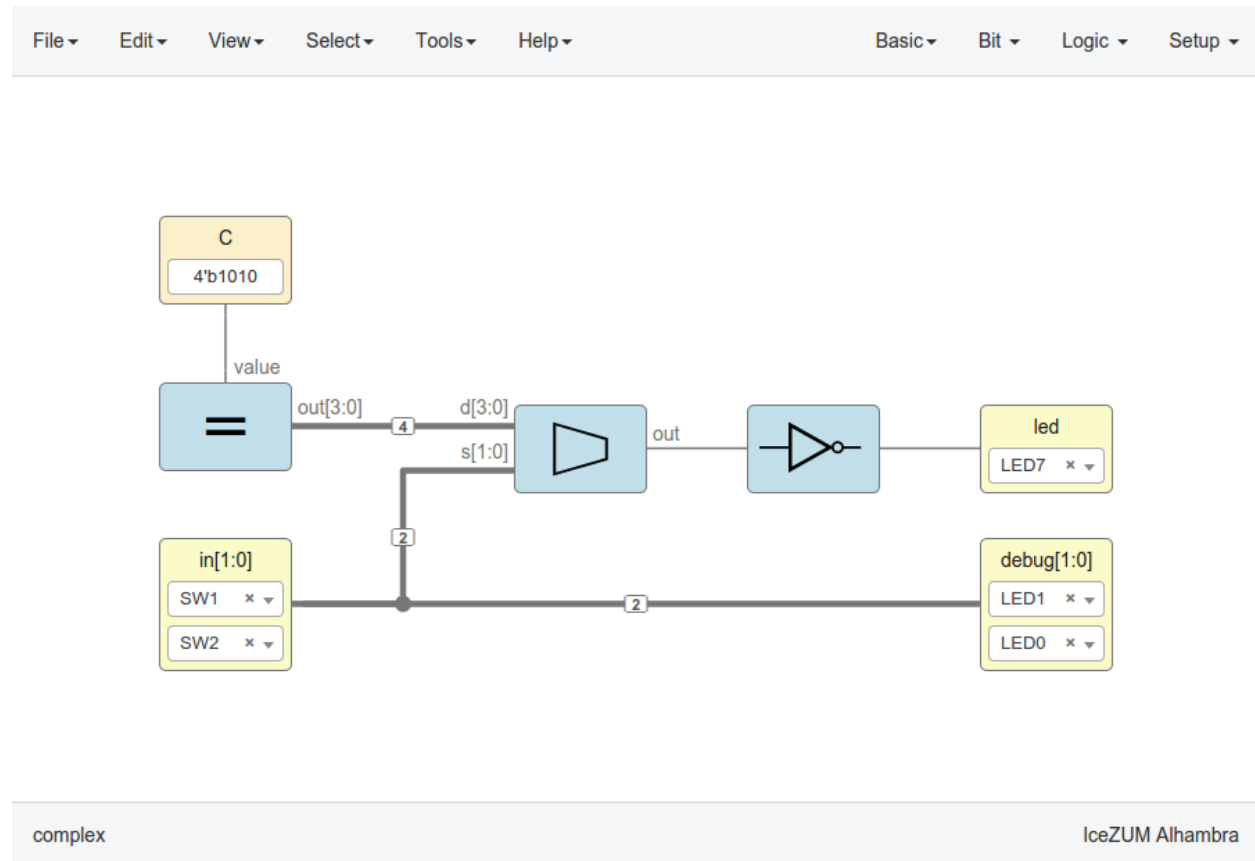 File Edit View Select Tools Help Basic Bit Logic Setup
C
4'b1010
value
=
out[3:0] 4 d[3:0]
s[1:0]
out
led
LED7 ×
2
in[1:0]
SW1 ×
SW2 ×
2
debug[1:0]
LED1 ×
LED0 ×
complex IceZUM Alhambra